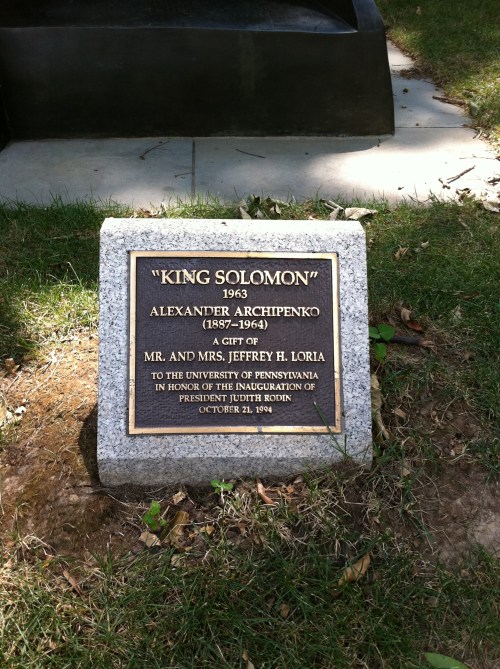 "KING SOLOMON"
1963
ALEXANDER ARCHIPENKO
(1887–1964)
A GIFT OF
MR. AND MRS. JEFFREY H. LORIA
TO THE UNIVERSITY OF PENNSYLVANIA
IN HONOR OF THE INAUGURATION OF
PRESIDENT JUDITH RODIN
OCTOBER 21, 1994